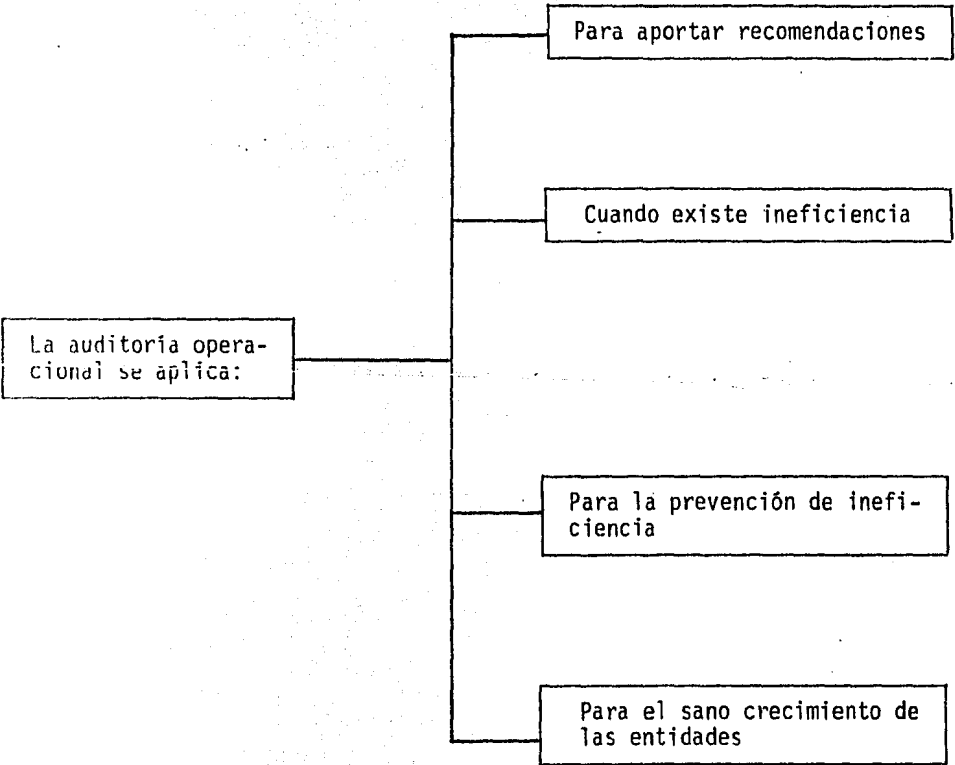 Para aportar recomendaciones
Cuando existe ineficiencia
La auditoría opera-
cional se aplica:
Para la prevención de inefi-
ciencia
Para el sano crecimiento de
las entidades